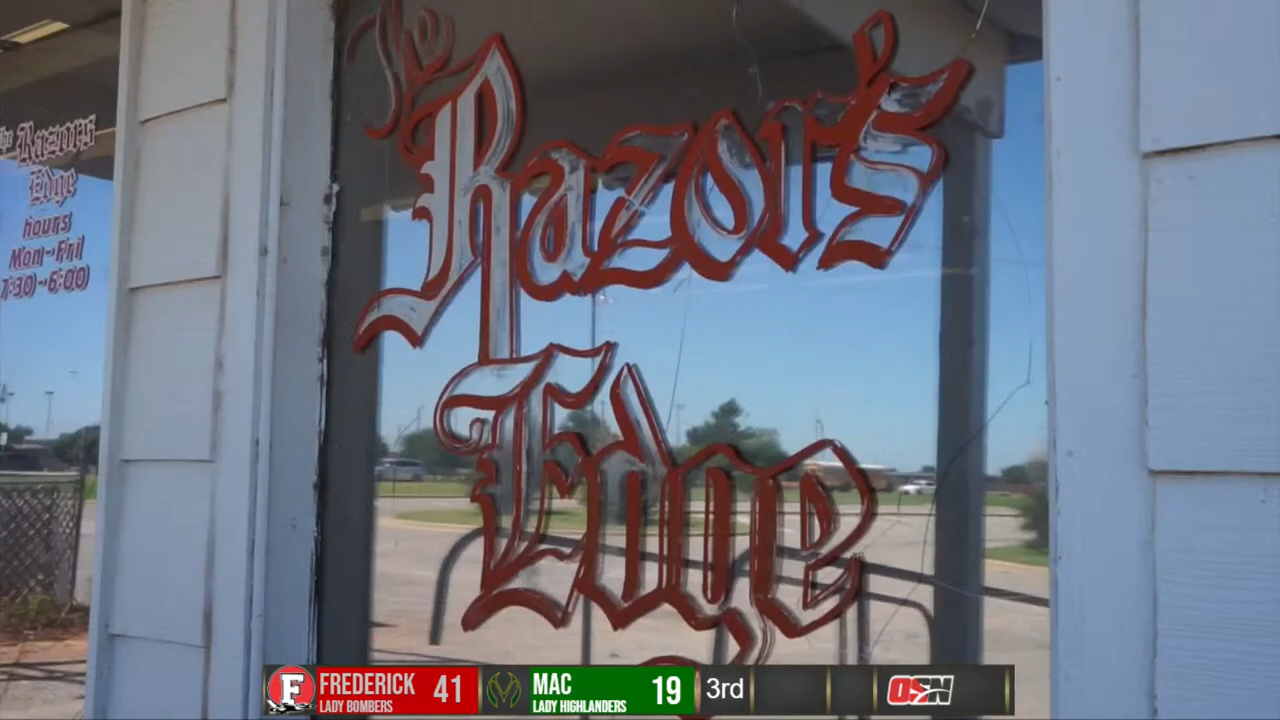 The
Razor's
Edge
The
Razors
Edge
hours
Mon-Fri
7:30-6:00
F
FREDERICK
LADY BOMBERS
41
MAC
LADY HIGHLANDERS
19
3rd
OSN